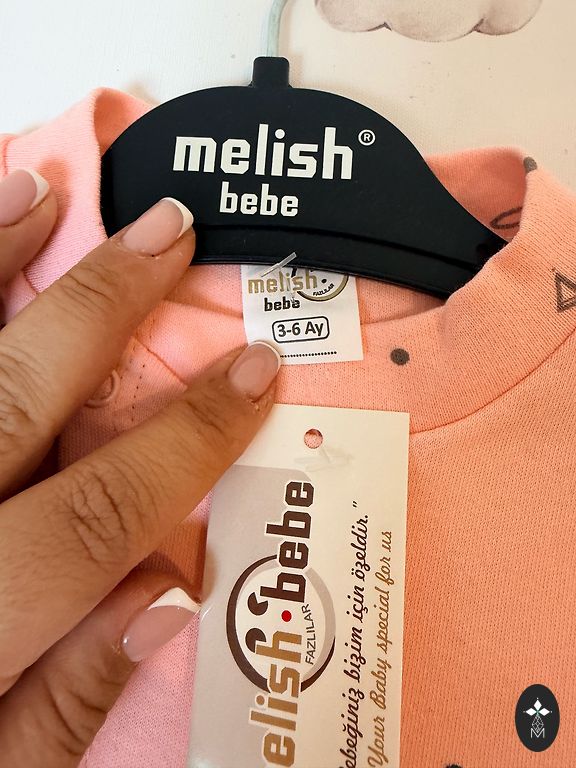 melish®
bebe
melish
bebe
FAZLILAR
3-6 Ay
elish•bebe
FAZLILAR
ebeğiniz bizim için özeldir."
Your Baby special for us
M